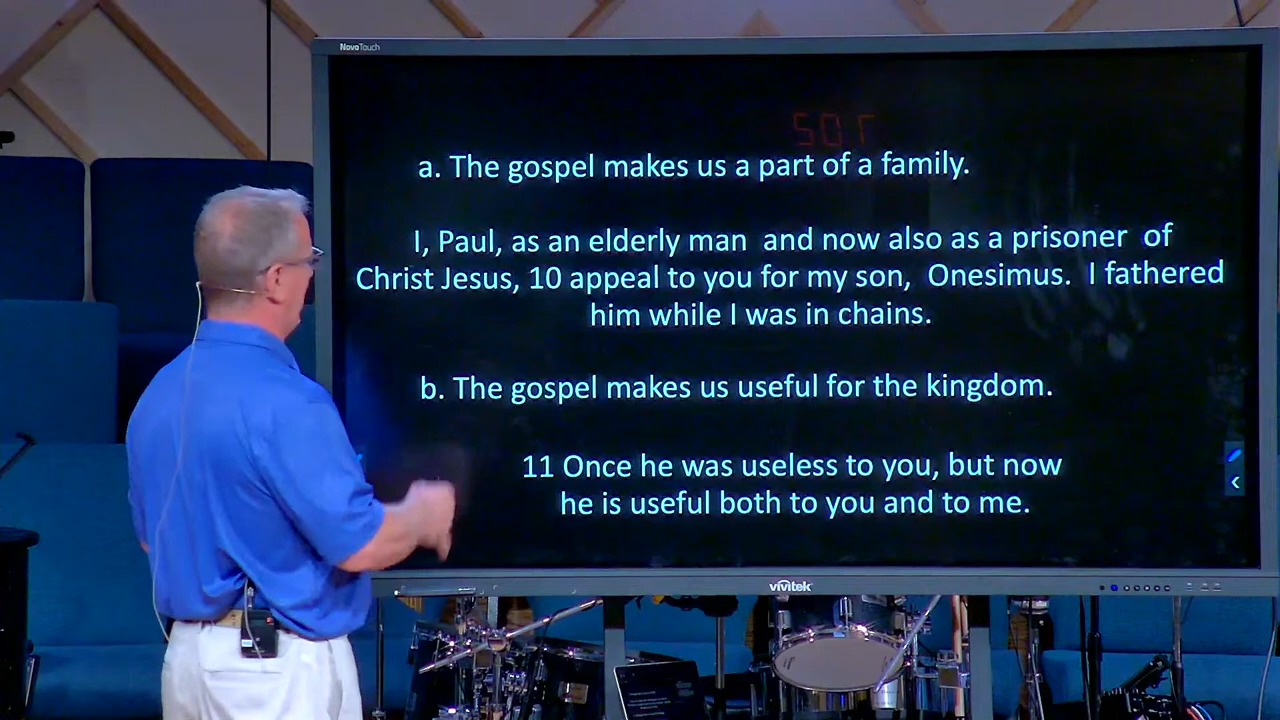 NovoTouch
a. The gospel makes us a part of a family.
I, Paul, as an elderly man and now also as a prisoner of
Christ Jesus, 10 appeal to you for my son, Onesimus. I fathered
him while I was in chains.
b. The gospel makes us useful for the kingdom.
11 Once he was useless to you, but now
he is useful both to you and to me.
vivitek